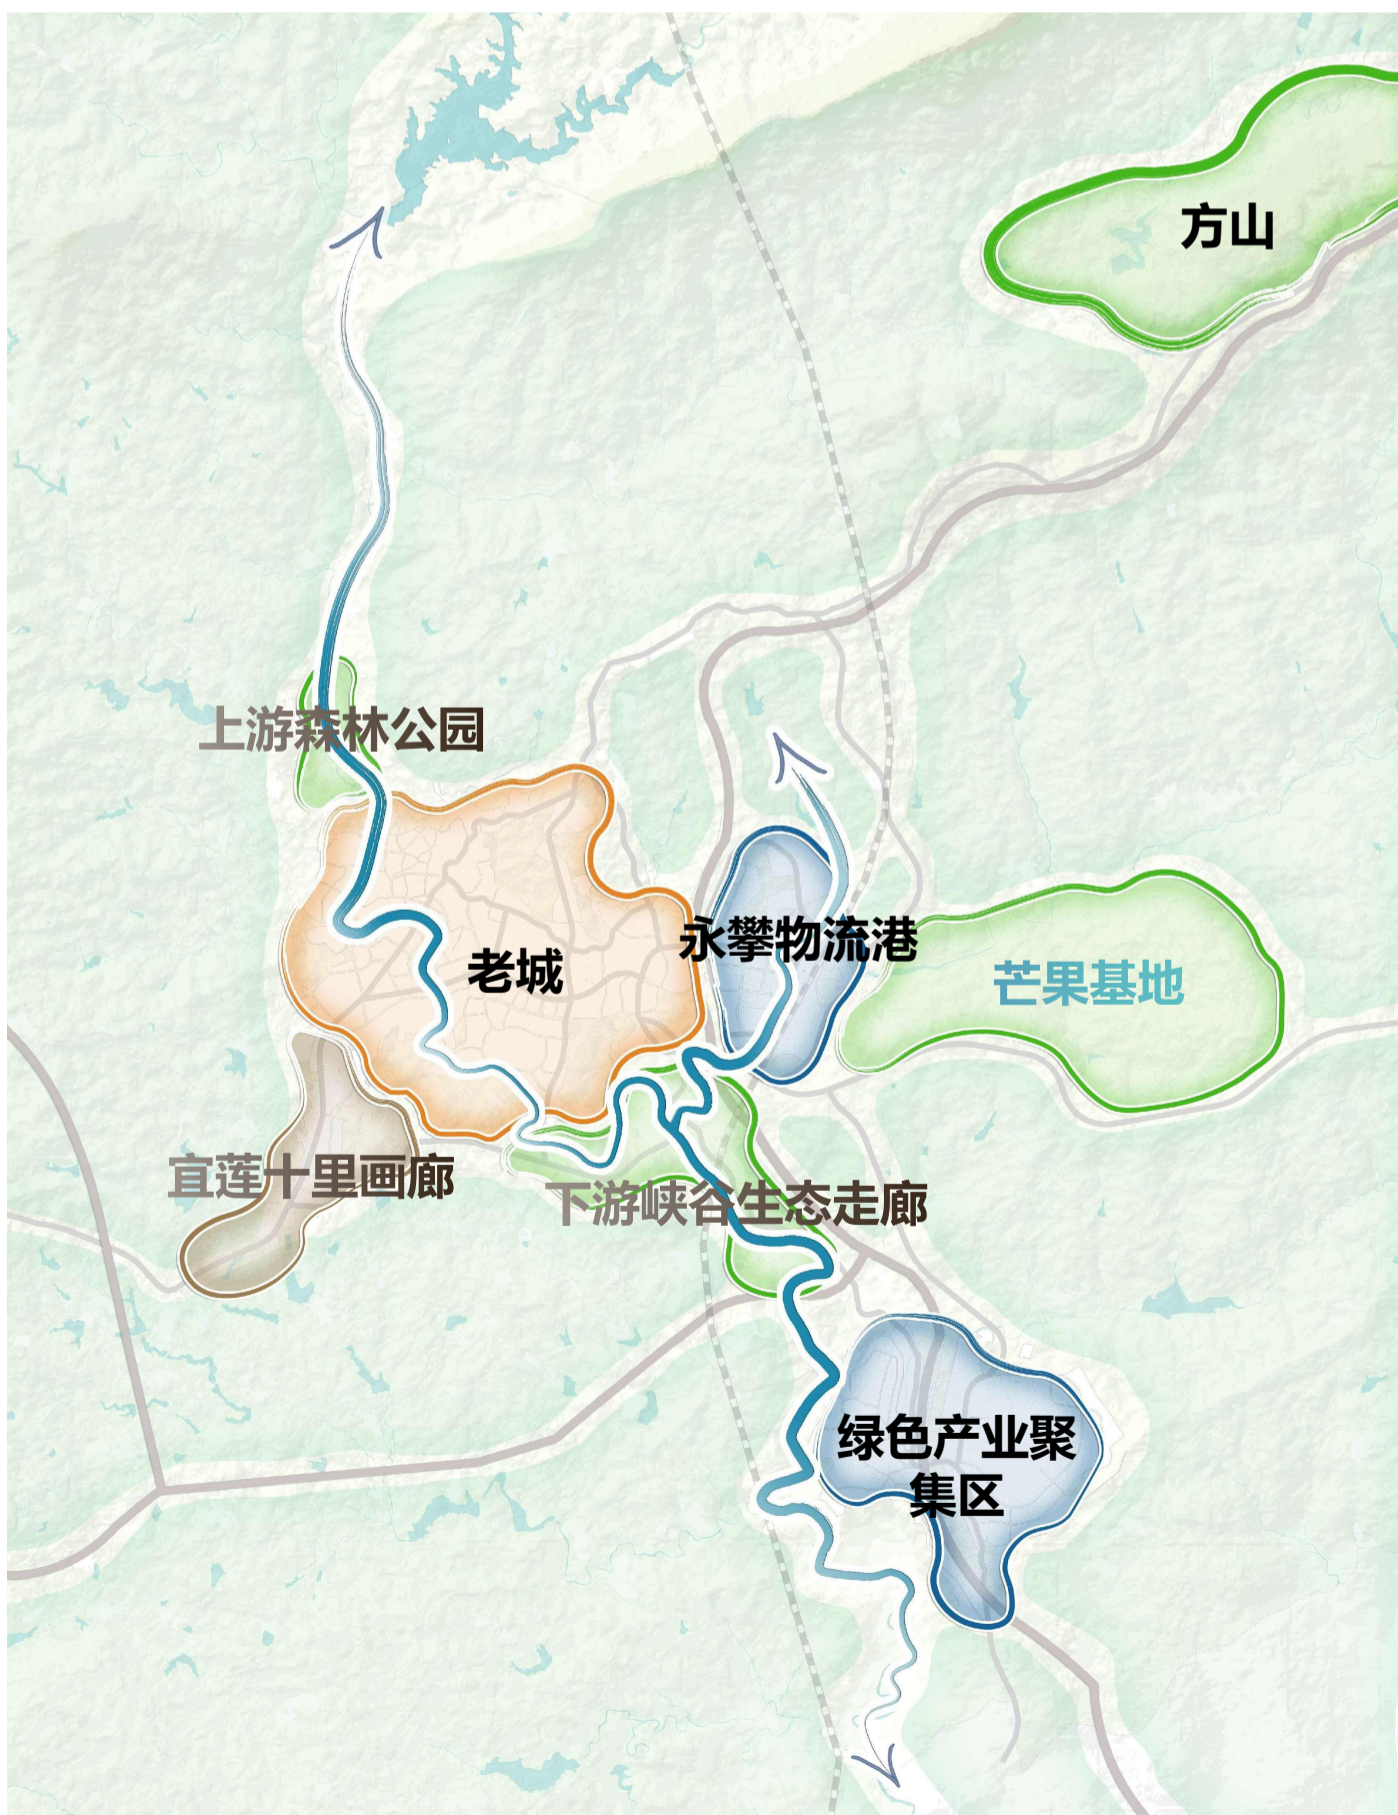 方山
上游森林公园
永攀物流港
老城
芒果基地
宜莲十里画廊
下游峡谷生态走廊
绿色产业聚
集区